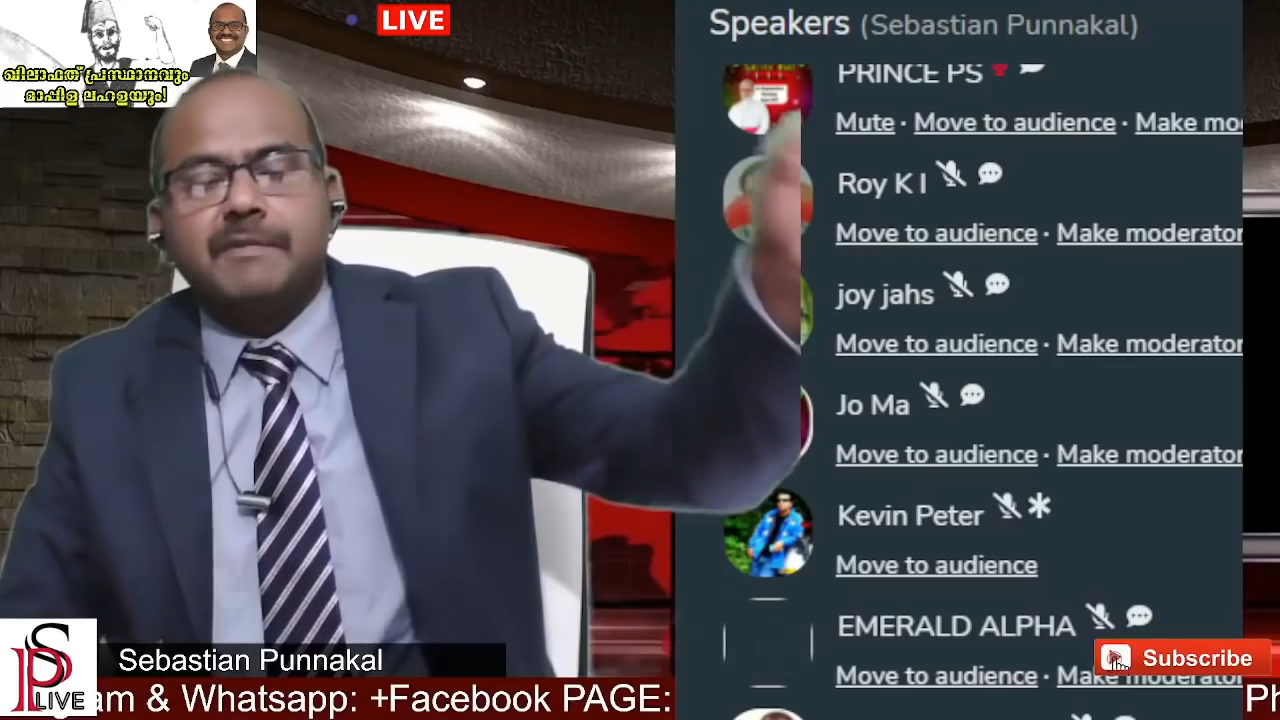 LIVE
ഖിലാഫത് പ്രസ്ഥാനവും
മാപ്പിള ലഹളയും!
Speakers (Sebastian Punnakal)
PRINCE PS
Mute · Move to audience · Make mo
Roy K I
Move to audience · Make moderator
joy jahs
Move to audience · Make moderator
Jo Ma
Move to audience · Make moderator
Kevin Peter
Move to audience
EMERALD ALPHA
Move to audience · Make moderator
Subscribe
PS
LIVE
Sebastian Punnakal
am & Whatsapp: +Facebook PAGE:
Ph